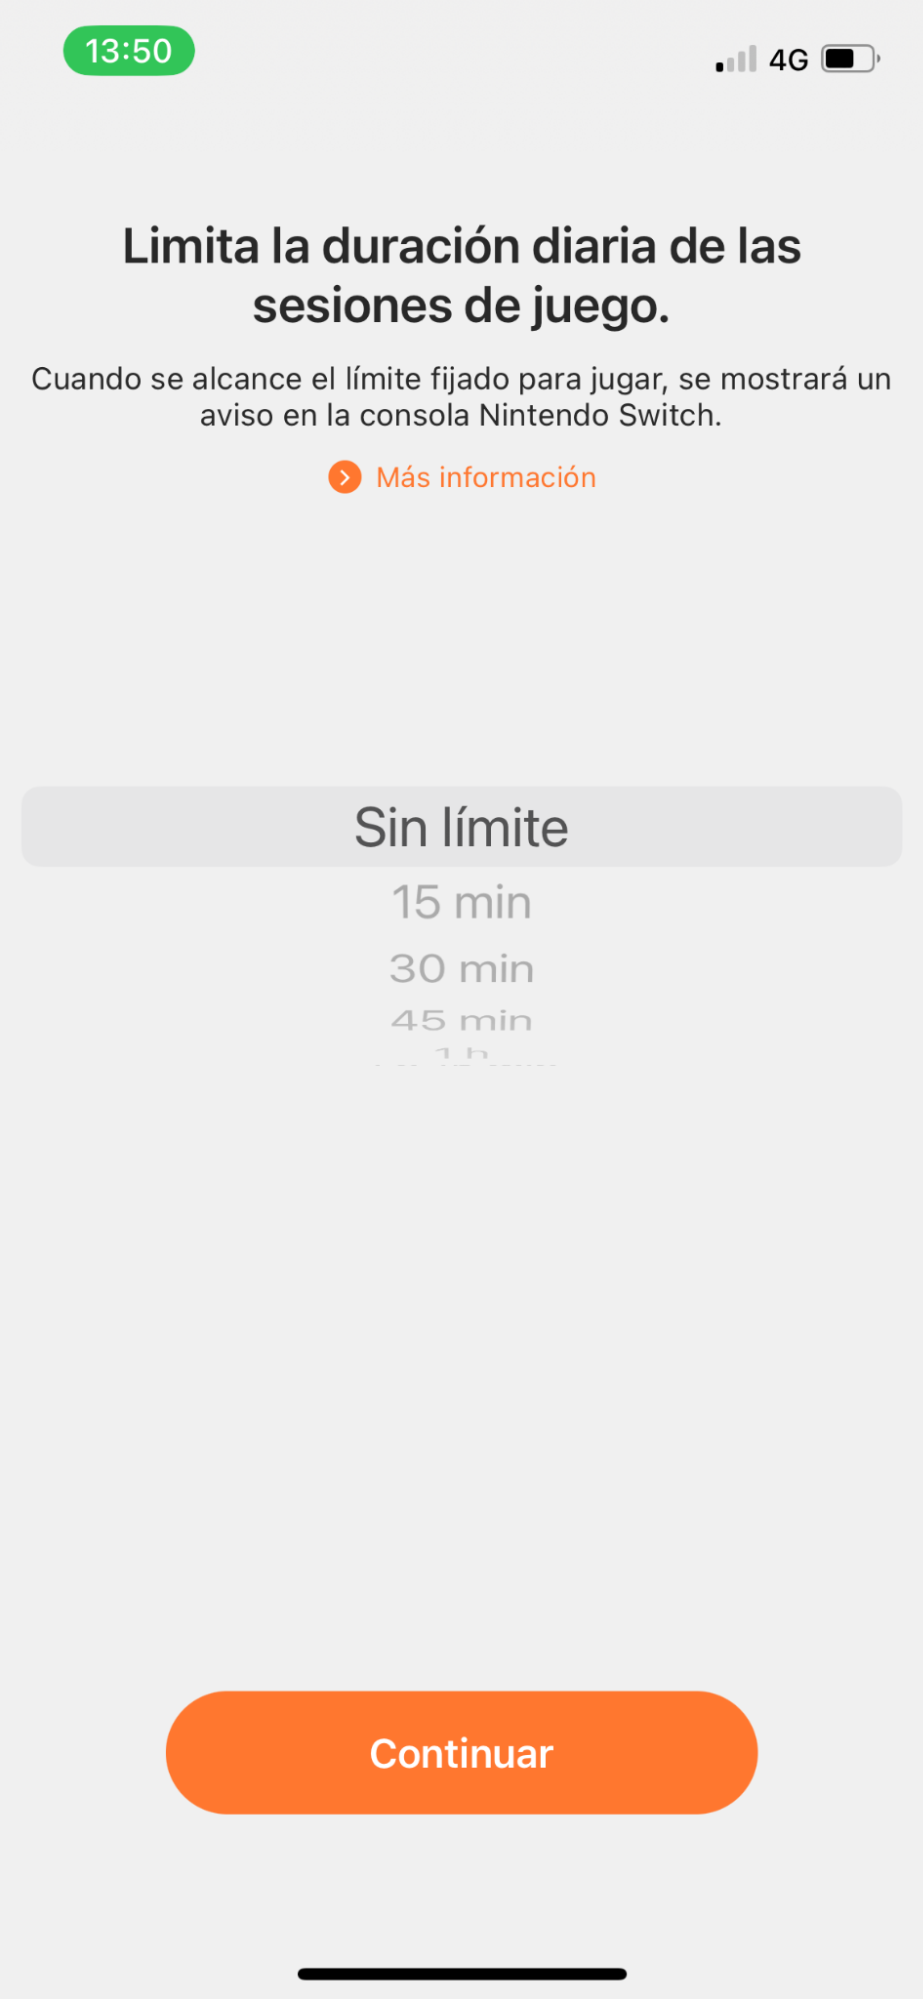 13:50
4G
Limita la duración diaria de las
sesiones de juego.
Cuando se alcance el límite fijado para jugar, se mostrará un
aviso en la consola Nintendo Switch.
Más información
Sin límite
15 min
30 min
45 min
1 h
Continuar